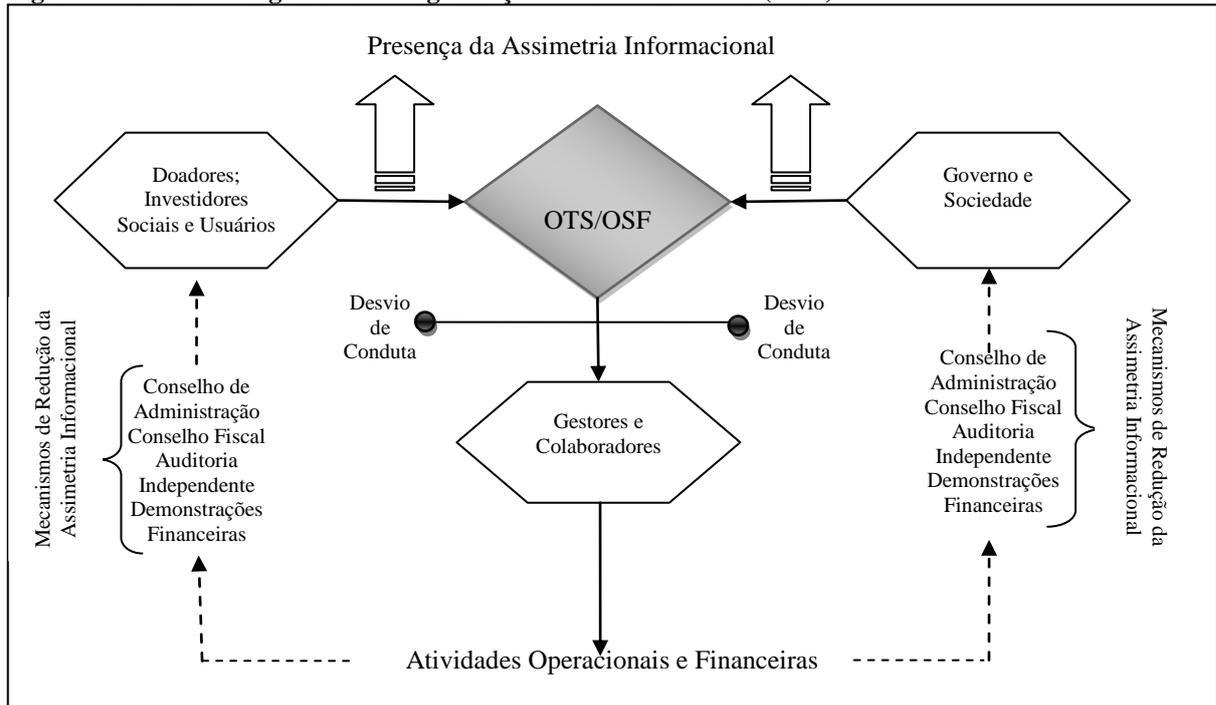 Presença da Assimetria Informacional
Doadores;
Investidores
Sociais e Usuários
OTS/OSF
Governo e
Sociedade
Desvio
de
Conduta
Desvio
de
Conduta
Mecanismos de Redução da
Assimetria Informacional
Conselho de
Administração
Conselho Fiscal
Auditoria
Independente
Demonstrações
Financeiras
Gestores e
Colaboradores
Conselho de
Administração
Conselho Fiscal
Auditoria
Independente
Demonstrações
Financeiras
Mecanismos de Redução da
Assimetria Informacional
Atividades Operacionais e Financeiras